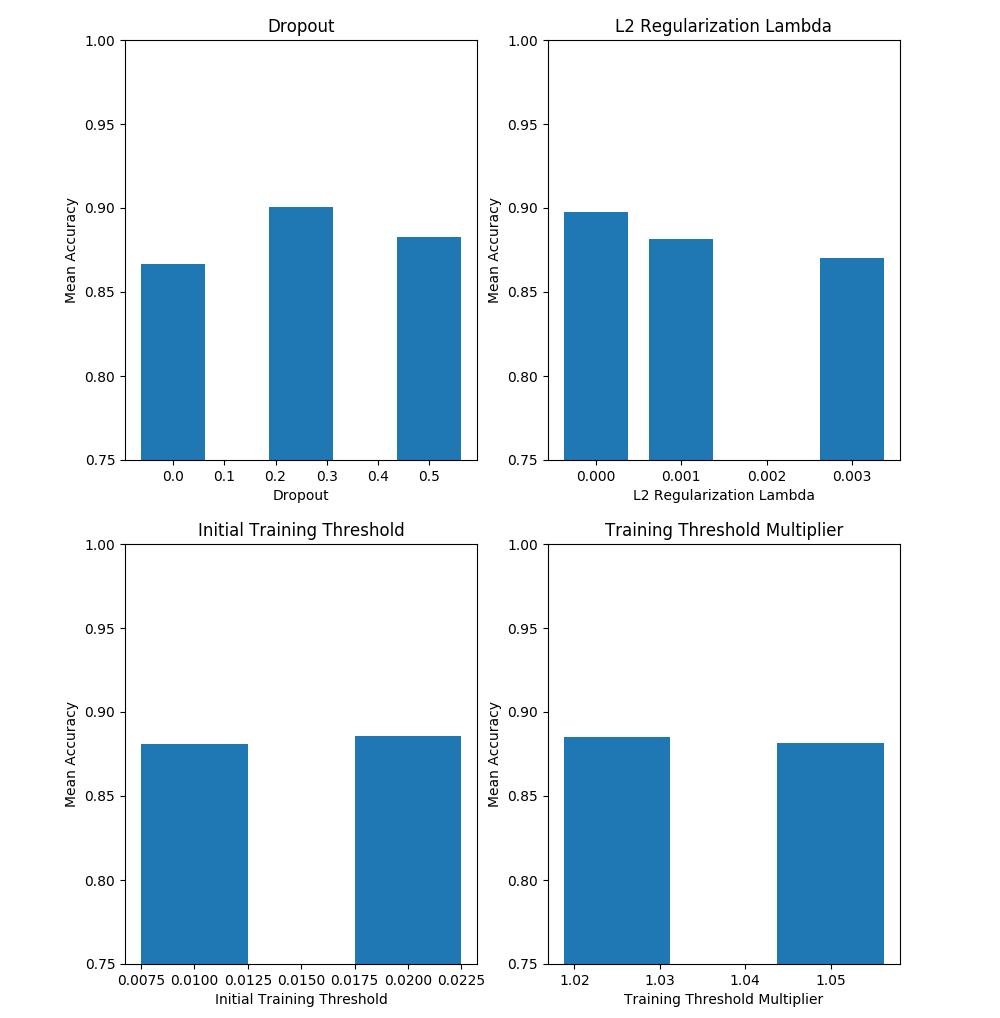 Dropout
1.00
0.95
0.90
0.85
0.80
0.75
Mean Accuracy
0.0 0.1 0.2 0.3 0.4 0.5
Dropout
L2 Regularization Lambda
1.00
0.95
0.90
0.85
0.80
0.75
Mean Accuracy
0.000 0.001 0.002 0.003
L2 Regularization Lambda
Initial Training Threshold
1.00
0.95
0.90
0.85
0.80
0.75
Mean Accuracy
0.0075 0.0100 0.0125 0.0150 0.0175 0.0200 0.0225
Initial Training Threshold
Training Threshold Multiplier
1.00
0.95
0.90
0.85
0.80
0.75
Mean Accuracy
1.02 1.03 1.04 1.05
Training Threshold Multiplier